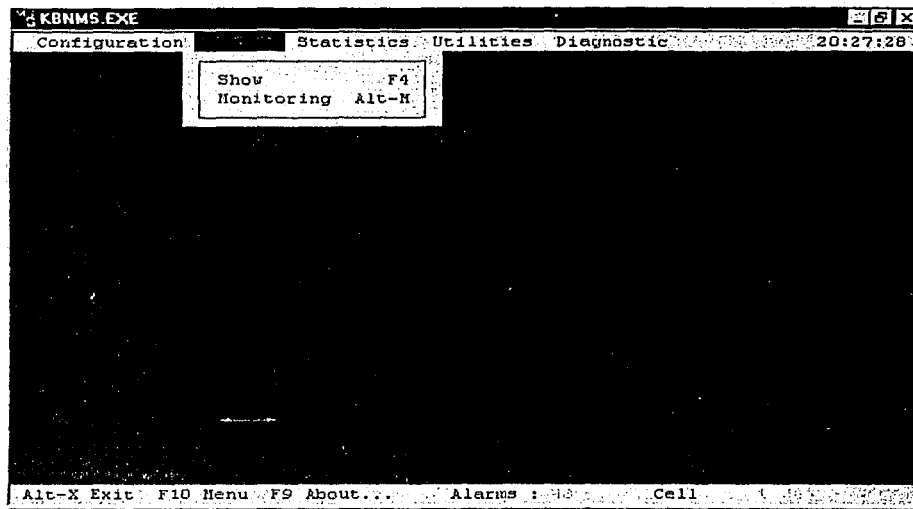 KBNMS.EXE
Configuration Statistics Utilities Diagnostic 20:27:28
Show F4
Monitoring Alt-M
Alt-X Exit F10 Menu F9 About... Alarms : Cell